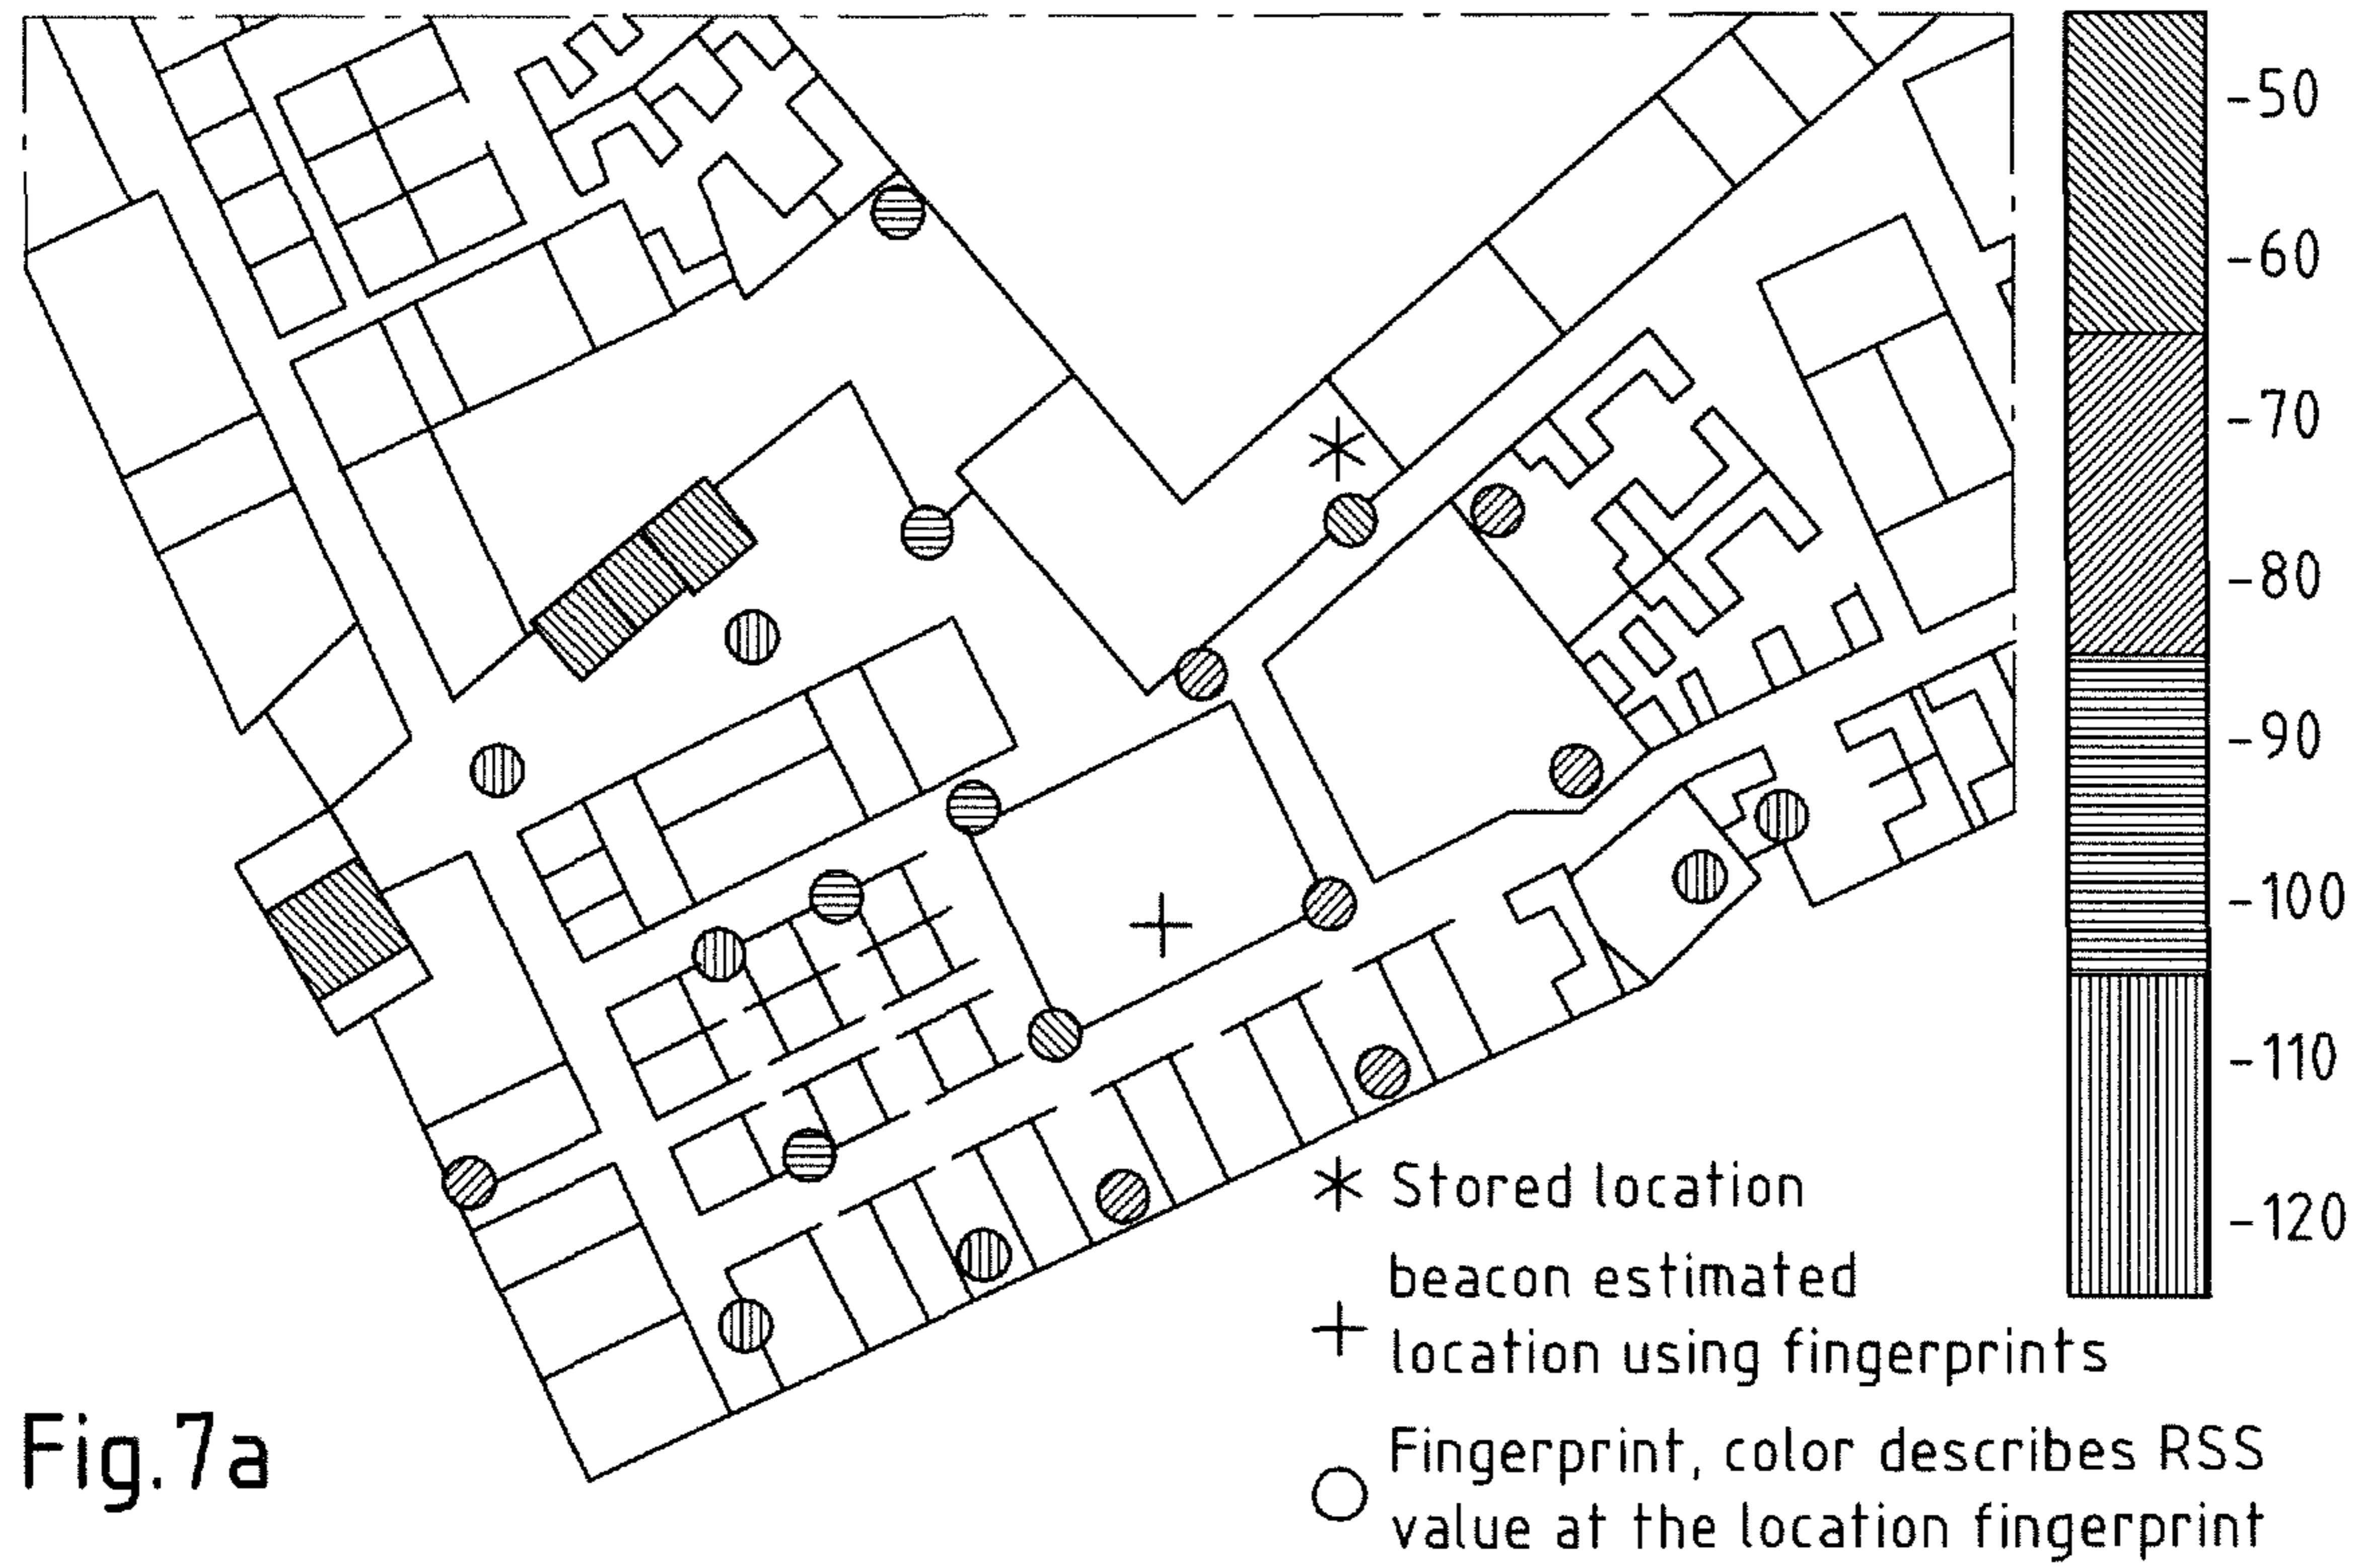 -50
-60
-70
-80
-90
-100
-110
-120
Stored location
beacon estimated
location using fingerprints
Fingerprint, color describes RSS
value at the location fingerprint
Fig.7a